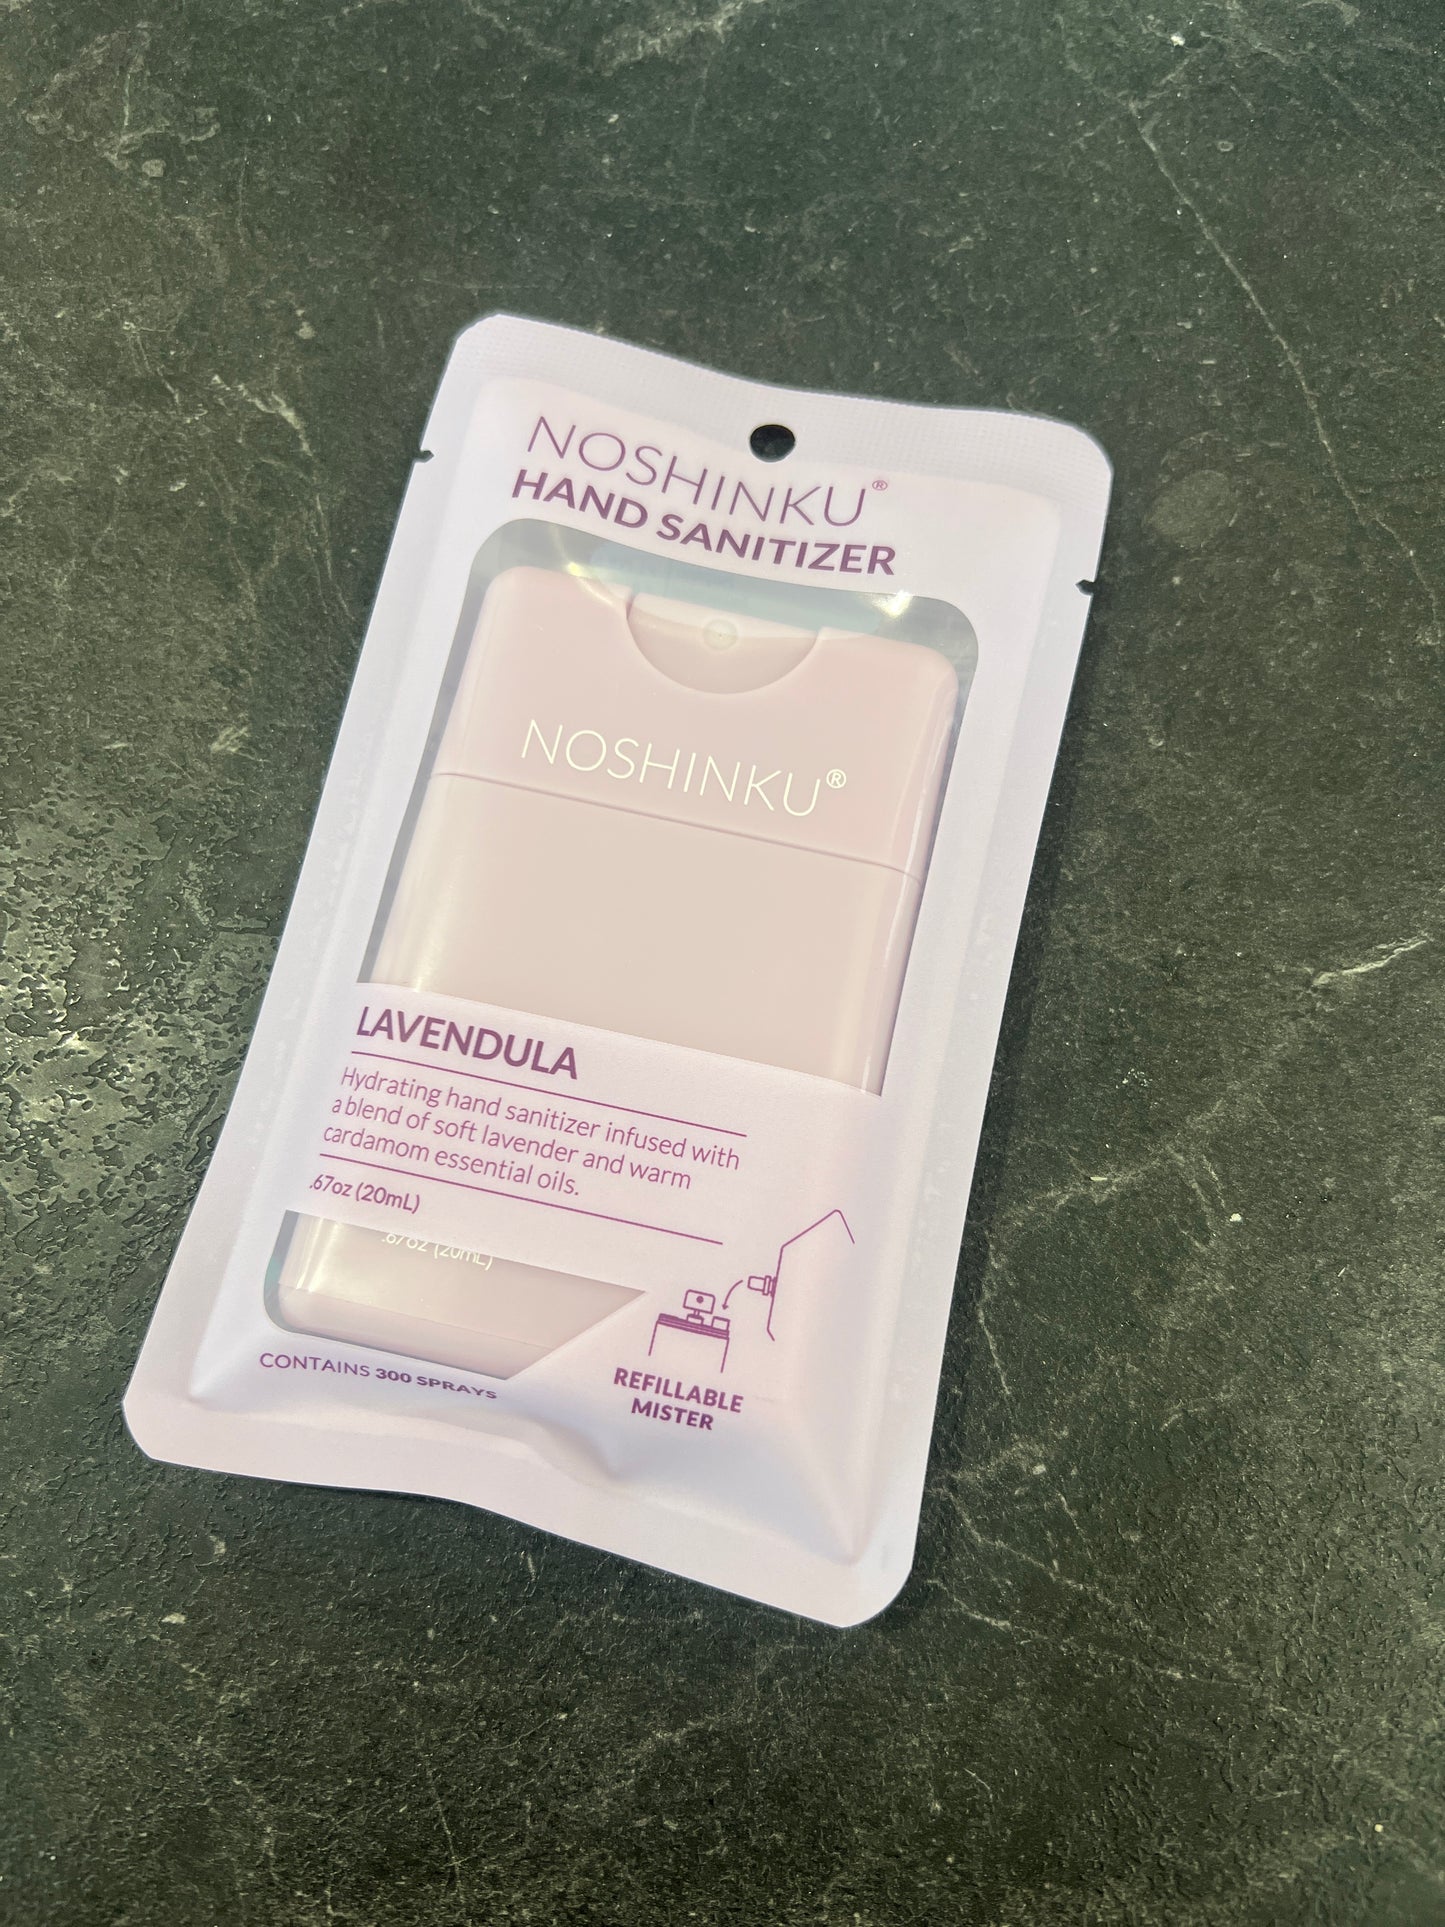 NOSHINKU®
HAND SANITIZER
NOSHINKU®
LAVENDULA
Hydrating hand sanitizer infused with
a blend of soft lavender and warm
cardamom essential oils.
.67oz (20mL)
.67oz (20mL)
CONTAINS 300 SPRAYS
REFILLABLE
MISTER